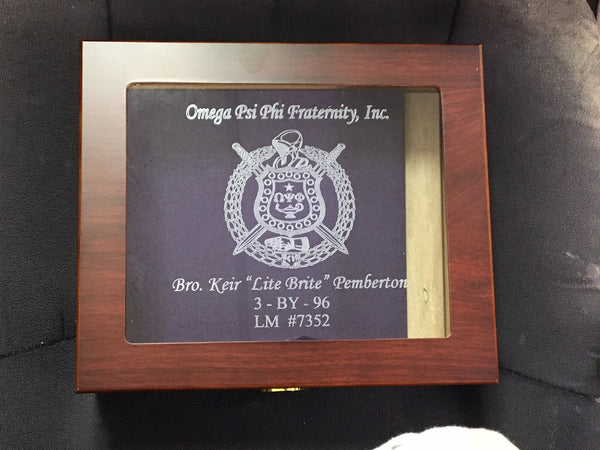 Omega Psi Phi Fraternity, Inc.
ΩΨΦ
Bro. Keir "Lite Brite" Pemberton
3 - BY - 96
LM #7352